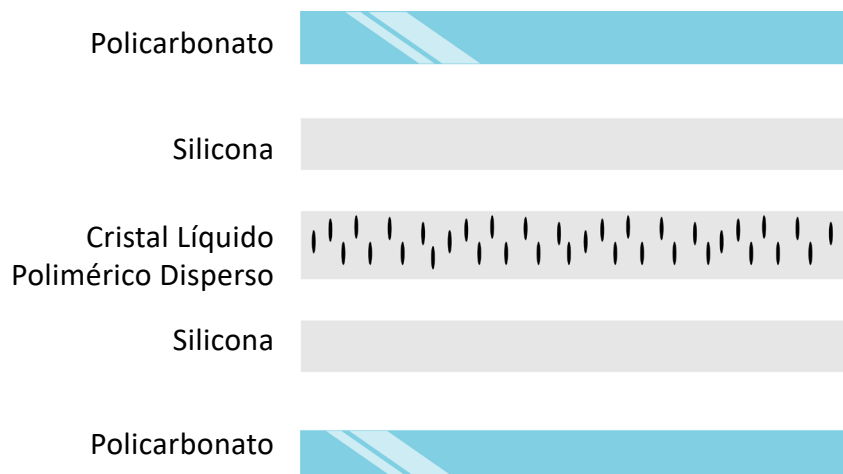 Policarbonato
Silicona
Cristal Líquido
Polimérico Disperso
Silicona
Policarbonato